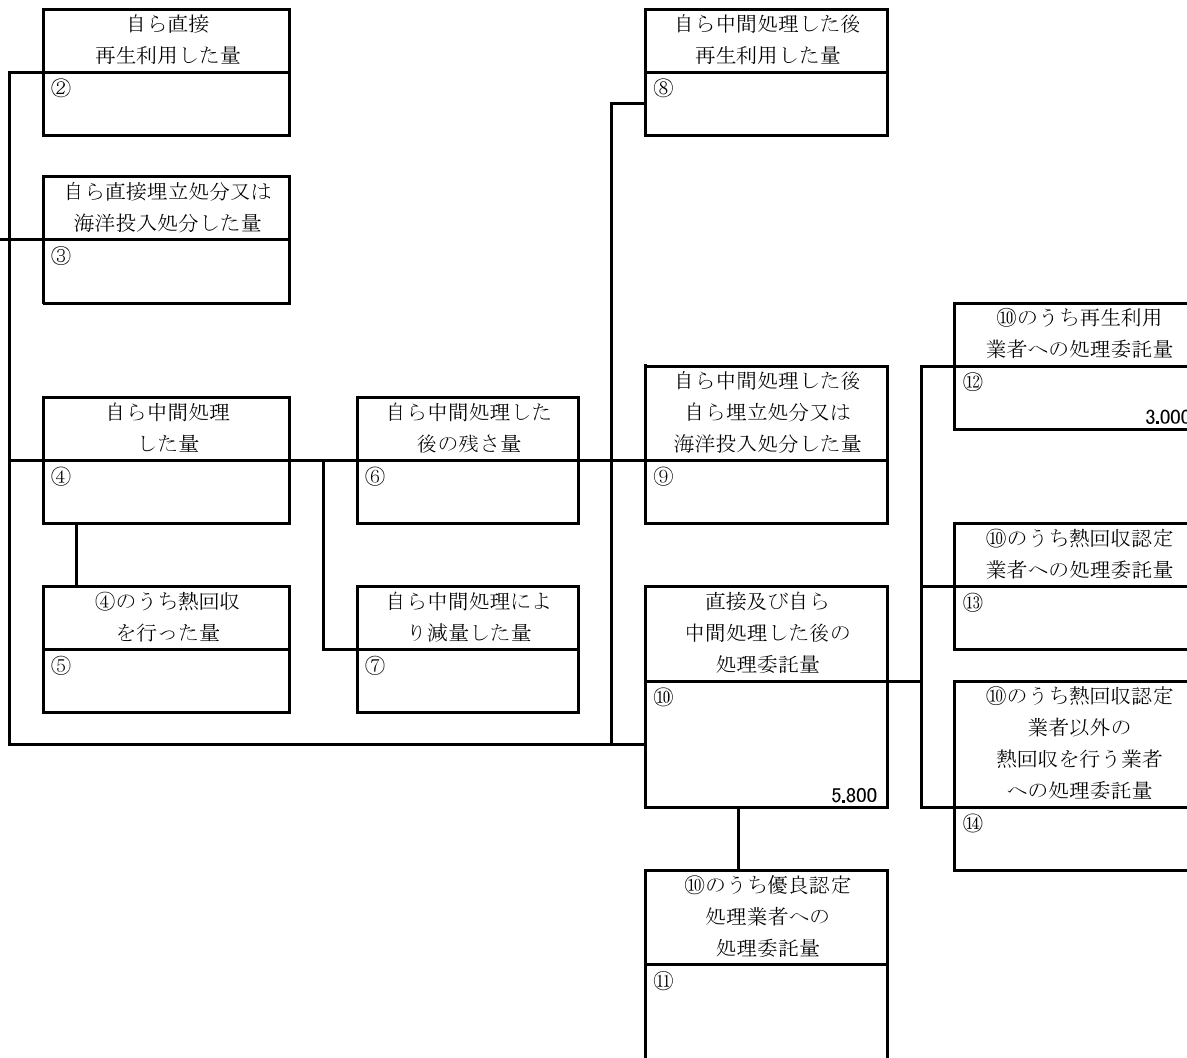 自ら直接
再生利用した量
②
自ら中間処理した後
再生利用した量
⑧
自ら直接埋立処分又は
海洋投入処分した量
③
⑩のうち再生利用
業者への処理委託量
⑫
3.000
自ら中間処理
した量
④
自ら中間処理した
後の残さ量
⑥
自ら中間処理した後
自ら埋立処分又は
海洋投入処分した量
⑨
⑩のうち熱回収認定
業者への処理委託量
⑬
④のうち熱回収
を行った量
⑤
自ら中間処理によ
り減量した量
⑦
直接及び自ら
中間処理した後の
処理委託量
⑩
5.800
⑩のうち熱回収認定
業者以外の
熱回収を行う業者
への処理委託量
⑭
⑩のうち優良認定
処理業者への
処理委託量
⑪